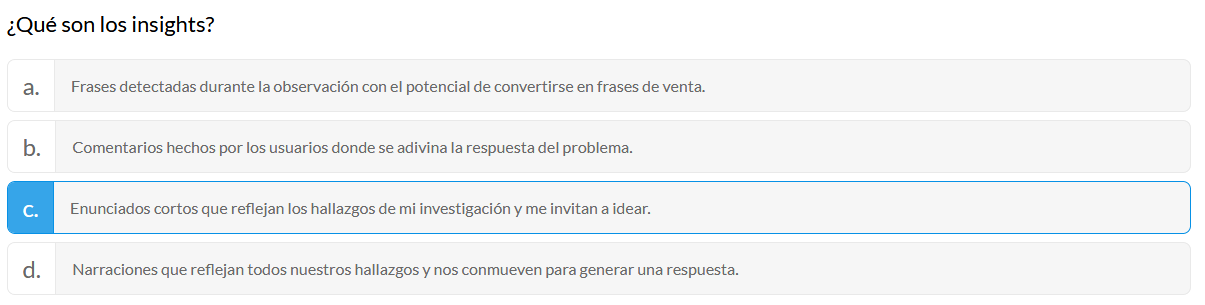 ¿Qué son los insights?
a. Frases detectadas durante la observación con el potencial de convertirse en frases de venta.
b. Comentarios hechos por los usuarios donde se adivina la respuesta del problema.
c. Enunciados cortos que reflejan los hallazgos de mi investigación y me invitan a idear.
d. Narraciones que reflejan todos nuestros hallazgos y nos conmueven para generar una respuesta.